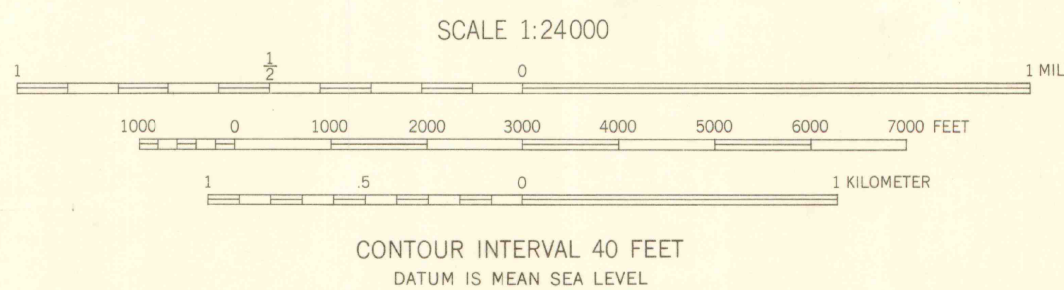 SCALE 1:24000
1 1/2 0 1 MIL
1000 0 1000 2000 3000 4000 5000 6000 7000 FEET
1 .5 0 1 KILOMETER
CONTOUR INTERVAL 40 FEET
DATUM IS MEAN SEA LEVEL